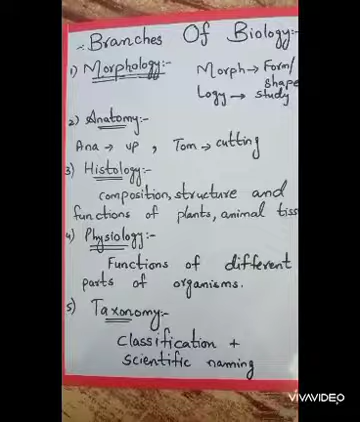 Branches Of Biology:-
1) Morphology:- Morph → Form/
shape
Logy → study
2) Anatomy:-
Ana → up , Tom → cutting
3) Histology:-
composition, structure and
functions of plants, animal tiss
4) Physiology:-
Functions of different
parts of organisms.
5) Taxonomy:-
Classification +
scientific naming
VIVAVIDEO